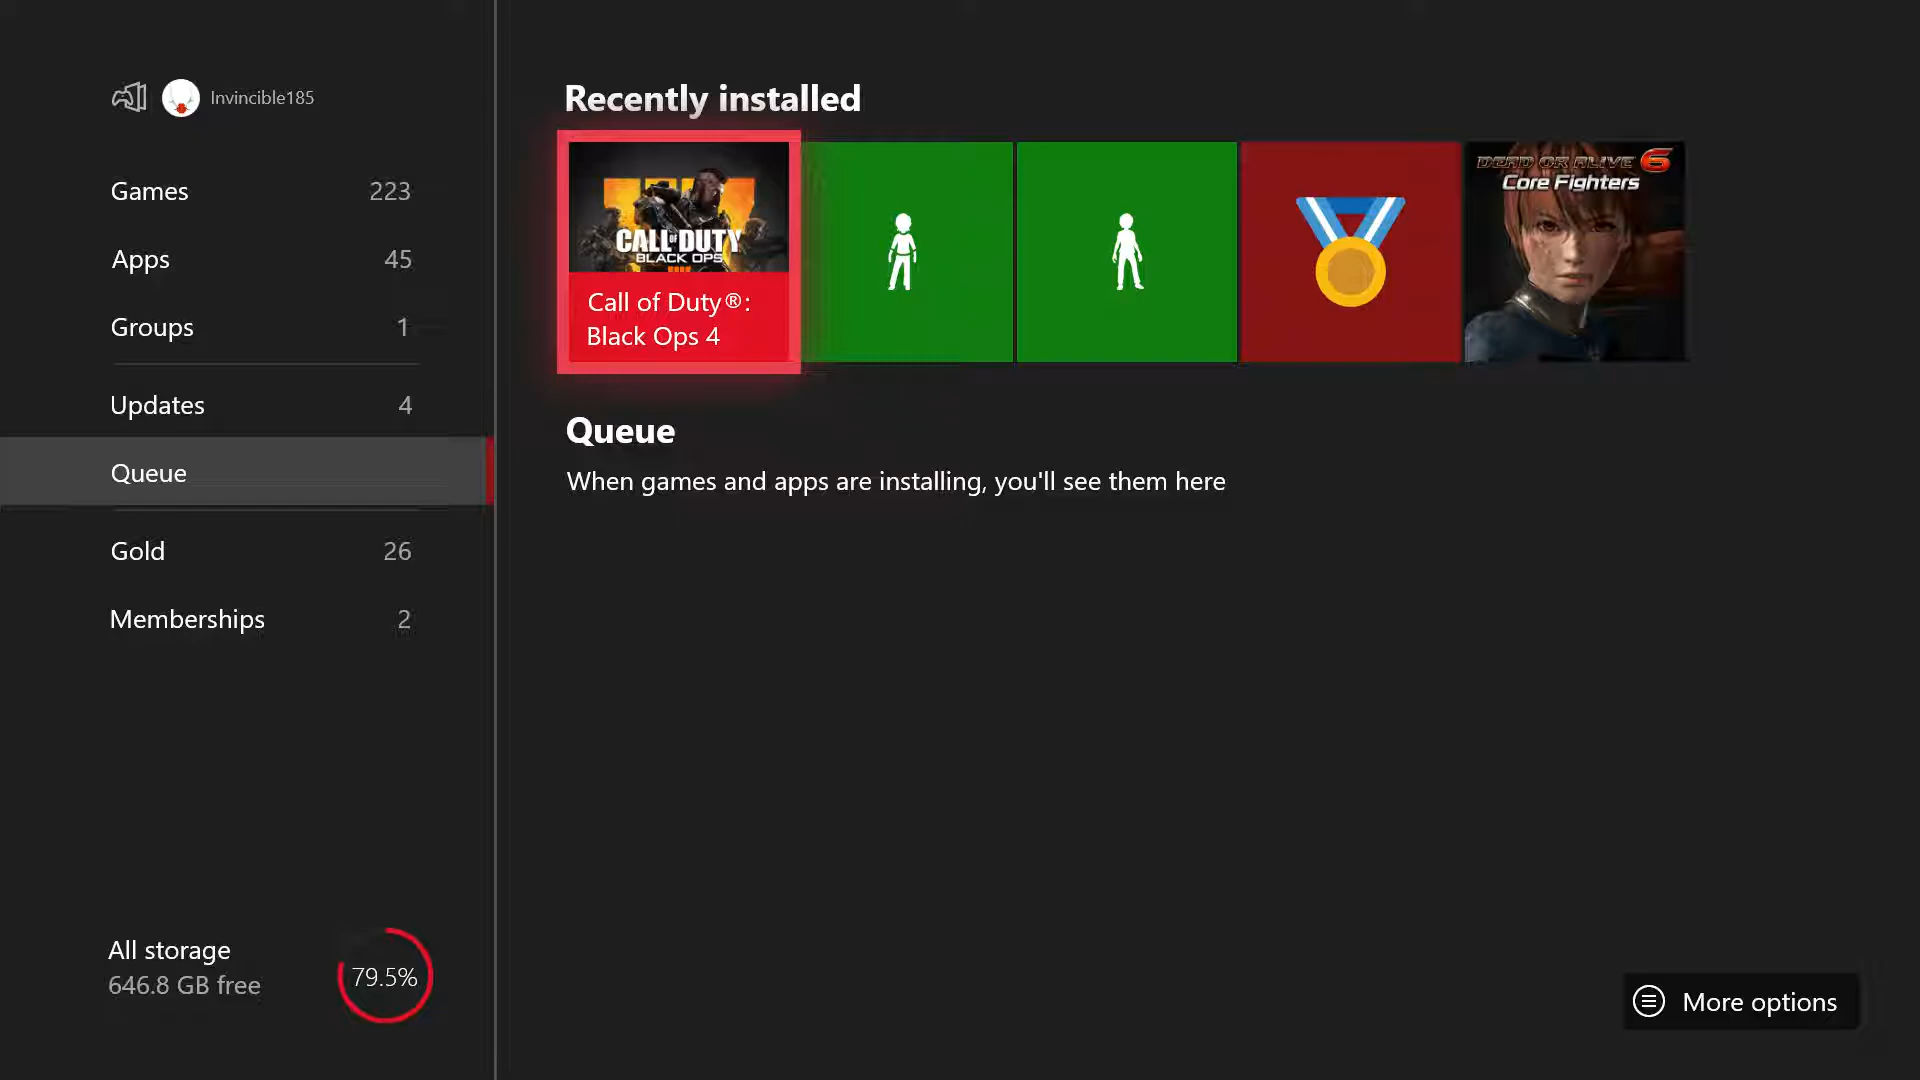 Invincible185
Games 223
Apps 45
Groups 1
Updates 4
Queue
Gold 26
Memberships 2
All storage
646.8 GB free
79.5%
Recently installed
CALL OF DUTY
BLACK OPS
IIII
Call of Duty®:
Black Ops 4
DEAD OR ALIVE 6
Core Fighters
Queue
When games and apps are installing, you'll see them here
More options